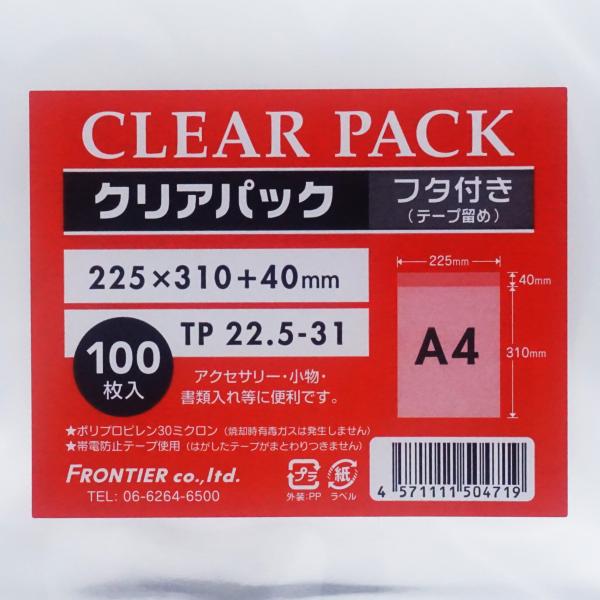 CLEAR PACK
クリアパック
フタ付き
(テープ留め)
225×310+40mm
TP 22.5-31
100
枚入
アクセサリー・小物・
書類入れ等に便利です。
225mm
40mm
A4
310mm
★ポリプロピレン30ミクロン（焼却時有毒ガスは発生しません）
★帯電防止テープ使用（はがしたテープがまとわりつきません）
FRONTIER co.,ltd.
TEL: 06-6264-6500
プラ
外装:PP
紙
ラベル
4 571111 504719